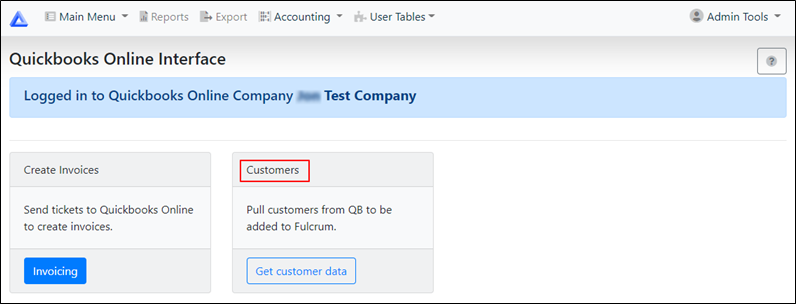 Main Menu Reports Export Accounting User Tables Admin Tools
Quickbooks Online Interface
?
Logged in to Quickbooks Online Company Test Company
Create Invoices
Send tickets to Quickbooks Online
to create invoices.
Invoicing
Customers
Pull customers from QB to be
added to Fulcrum.
Get customer data